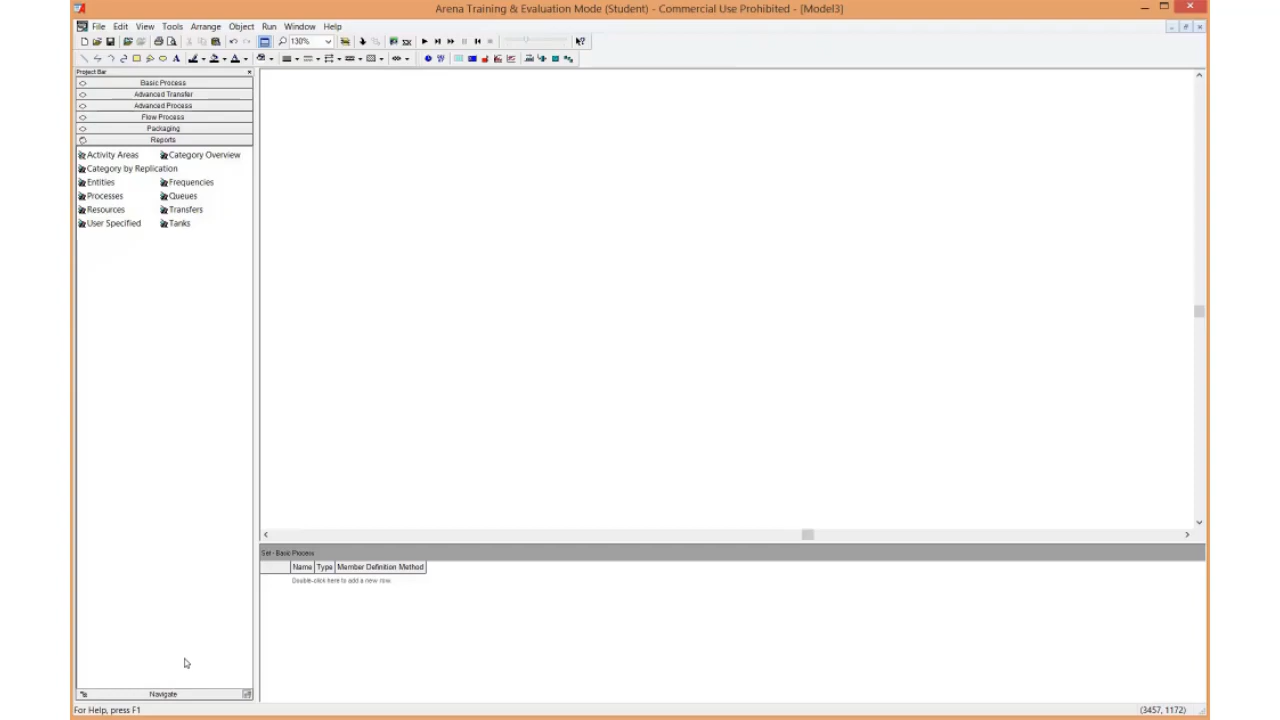 Arena Training & Evaluation Mode (Student) - Commercial Use Prohibited - [Model3]
File Edit View Tools Arrange Object Run Window Help
130%
Project Bar
Basic Process
Advanced Transfer
Advanced Process
Flow Process
Packaging
Reports
Activity Areas Category Overview
Category by Replication
Entities Frequencies
Processes Queues
Resources Transfers
User Specified Tanks
Set - Basic Process
Name Type Member Definition Method
Double-click here to add a new row.
Navigate
For Help, press F1 (3457, 1172)